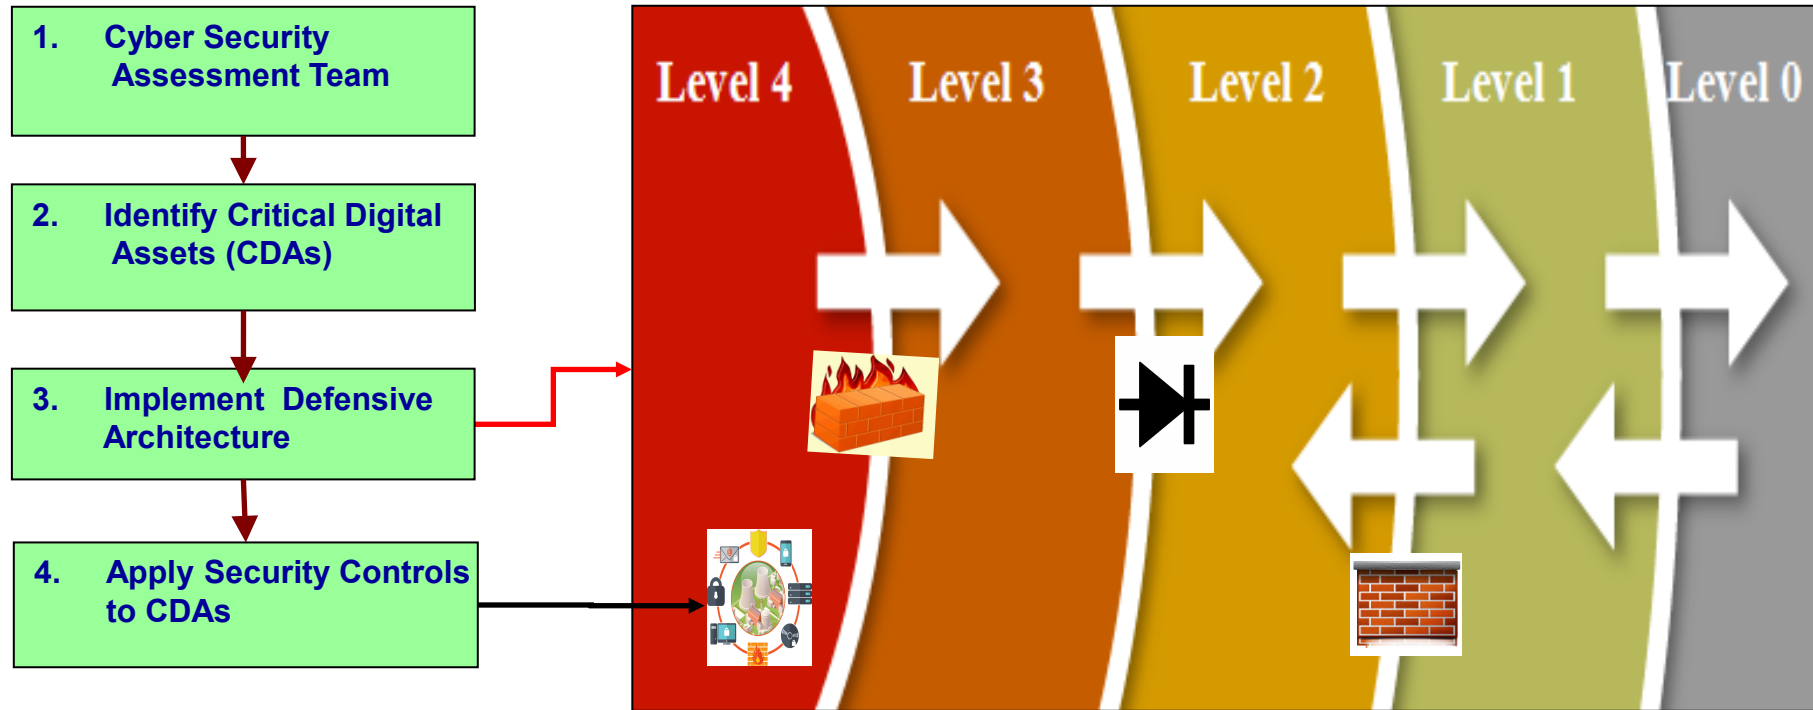 1. Cyber Security
Assessment Team
2. Identify Critical Digital
Assets (CDAs)
3. Implement Defensive
Architecture
4. Apply Security Controls
to CDAs
Level 4
Level 3
Level 2
Level 1
Level 0